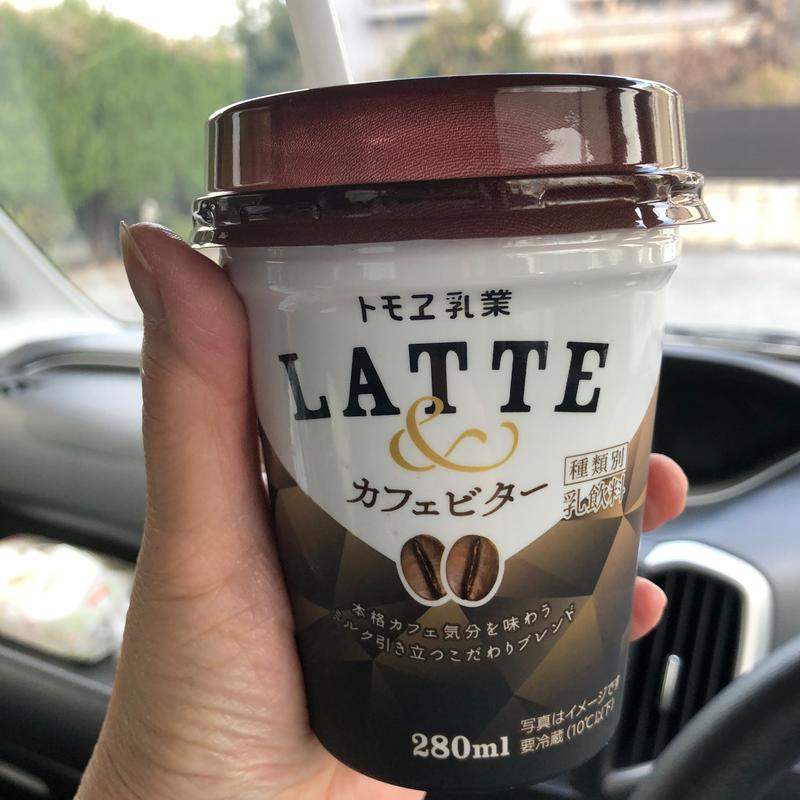 トモヱ乳業
LATTE
&
カフェビター
種類別
乳飲料
本格カフェ気分を味わう
ミルク引き立つこだわりブレンド
280ml
写真はイメージです
要冷蔵(10℃以下)